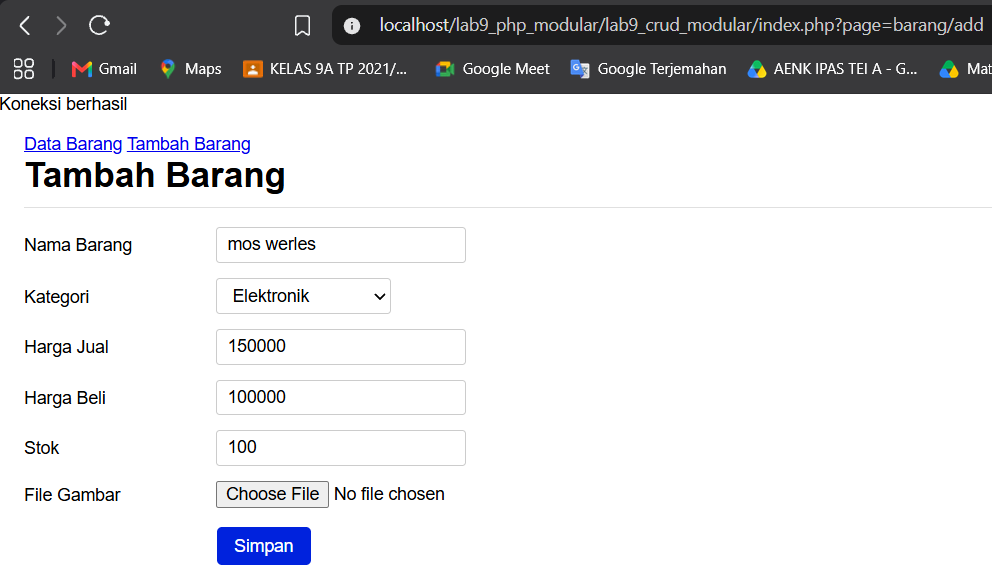 localhost/lab9_php_modular/lab9_crud_modular/index.php?page=barang/add
Gmail Maps KELAS 9A TP 2021/... Google Meet Google Terjemahan AENK IPAS TEI A - G... Mat
Koneksi berhasil
Data Barang Tambah Barang
Tambah Barang
Nama Barang mos werles
Kategori Elektronik
Harga Jual 150000
Harga Beli 100000
Stok 100
File Gambar Choose File No file chosen
Simpan